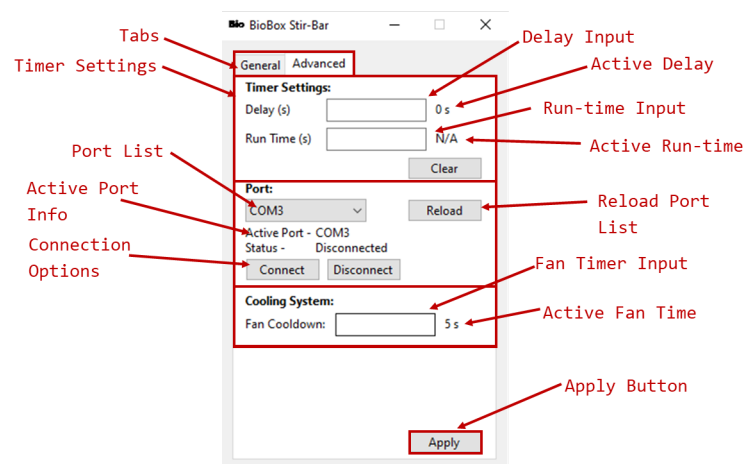 Bio BioBox Stir-Bar
Tabs
Delay Input
General Advanced
Active Delay
Timer Settings
Timer Settings:
Delay (s) 0 s
Run-time Input
Run Time (s) N/A
Active Run-time
Port List
Clear
Port:
Active Port
Info
COM3 Reload
Reload Port
List
Active Port - COM3
Status - Disconnected
Connection
Options
Connect Disconnect
Fan Timer Input
Cooling System:
Active Fan Time
Fan Cooldown: 5 s
Apply Button
Apply